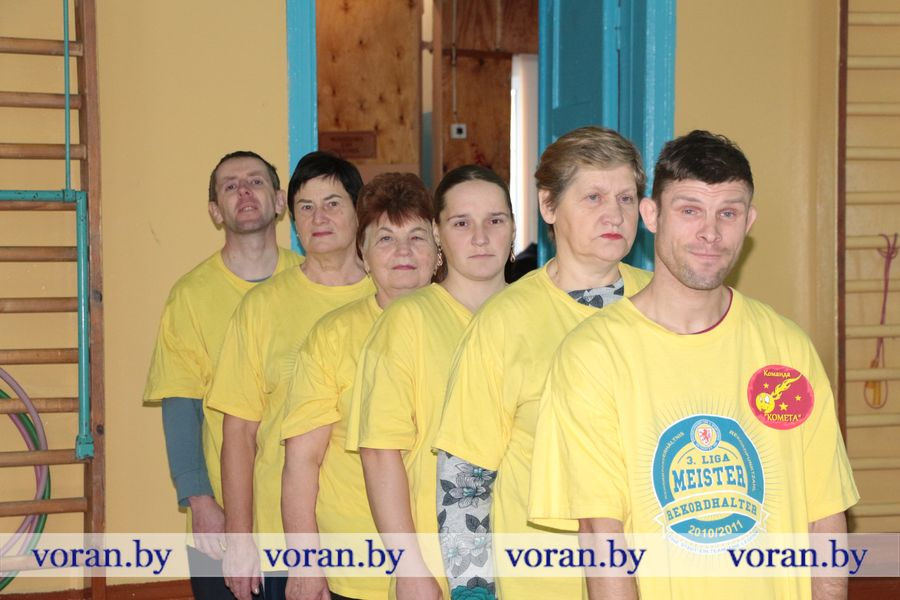 Команда
"КОМЕТА"
3. LIGA
MEISTER
REKORDHALTER
2010/2011
voran.by voran.by voran.by voran.by